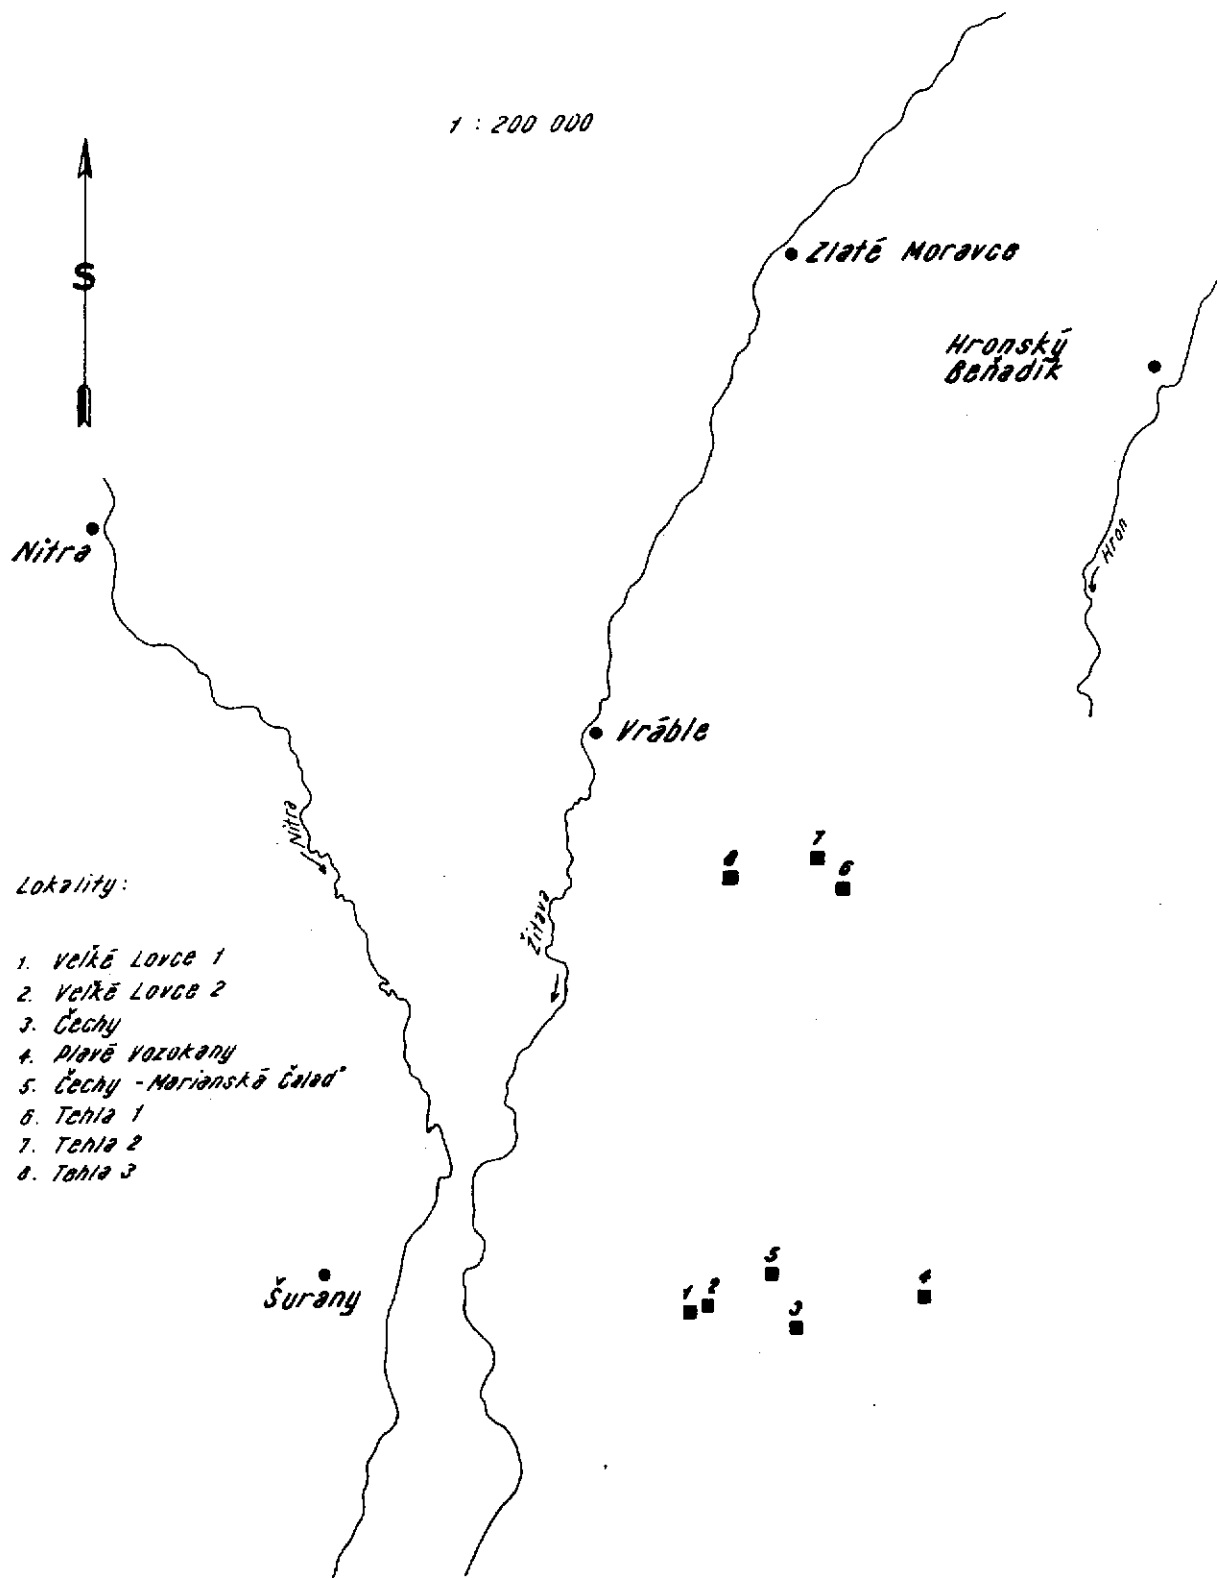 1 : 200 000
S
Zlaté Moravce
Hronský
Beňadik
Nitra
Hron
Vráble
Nitra
7
8
6
Žitava
Lokality:
1. Veľké Lovce 1
2. Veľké Lovce 2
3. Čechy
4. Plavé Vozokany
5. Čechy - Marianská Čalaď
6. Tehla 1
7. Tehla 2
8. Tehla 3
Šurany
5
4
1
2
3